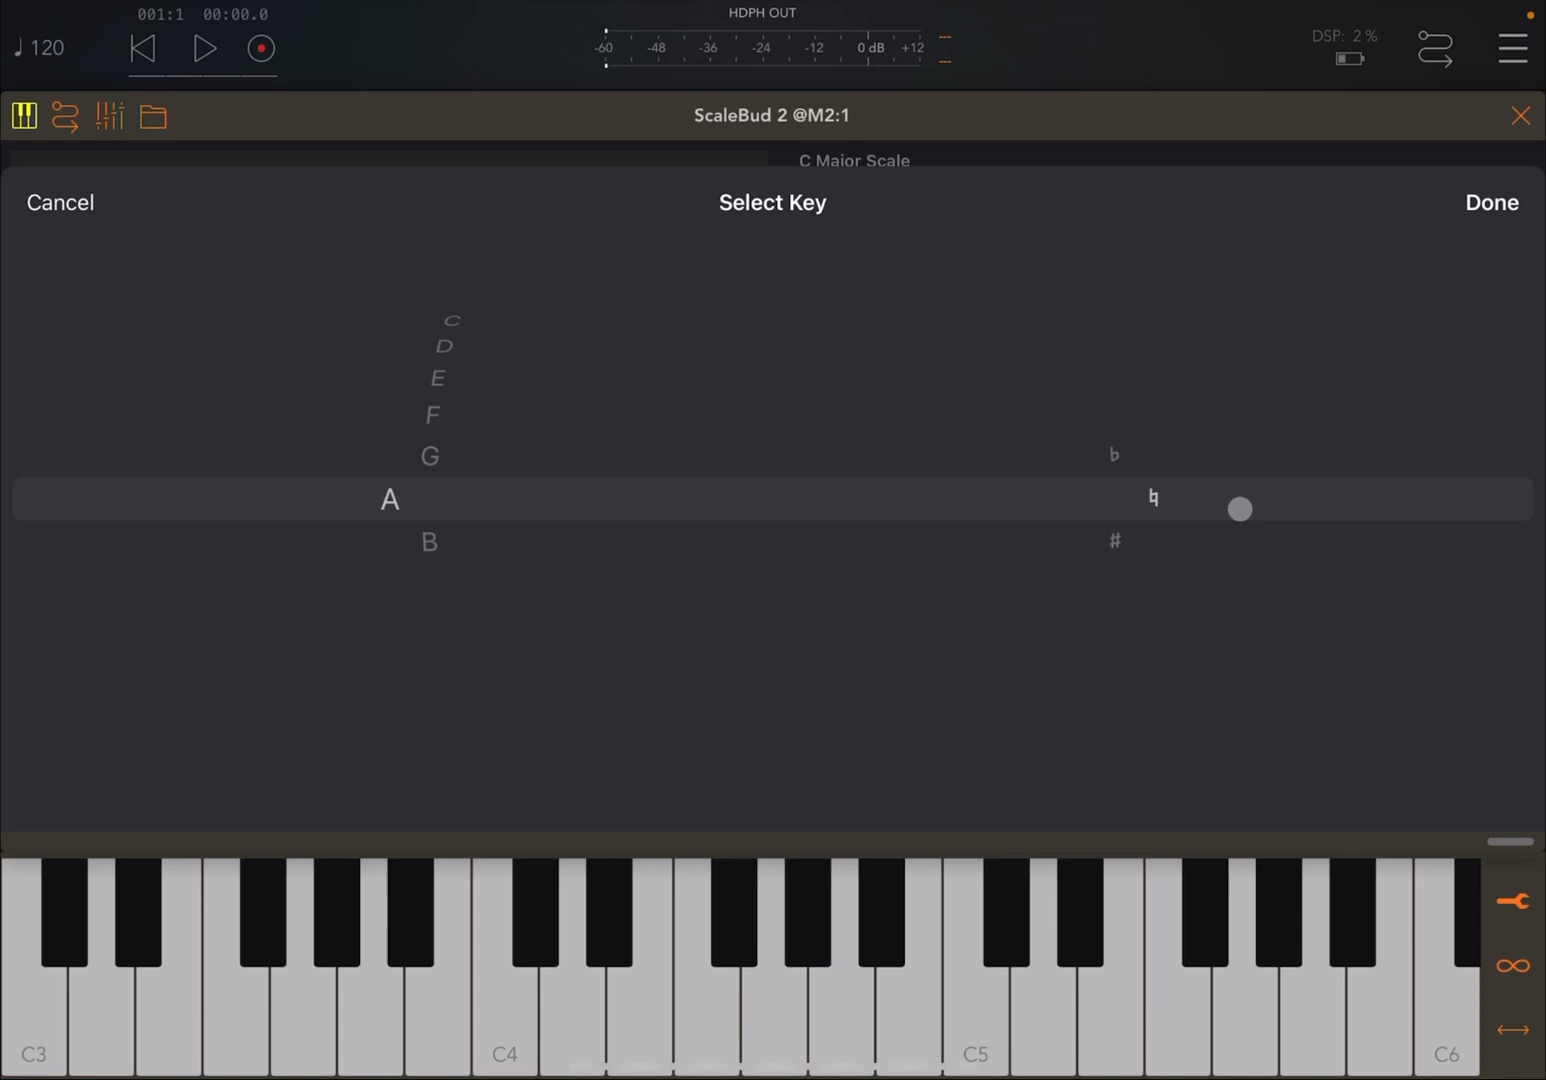 001:1 00:00.0
HDPH OUT
♩ 120
-60 -48 -36 -24 -12 0 dB +12
DSP: 2 %
ScaleBud 2 @M2:1
C Major Scale
Cancel
Select Key
Done
C
D
E
F
G ♭
A ♮
B ♯
C3 C4 C5 C6